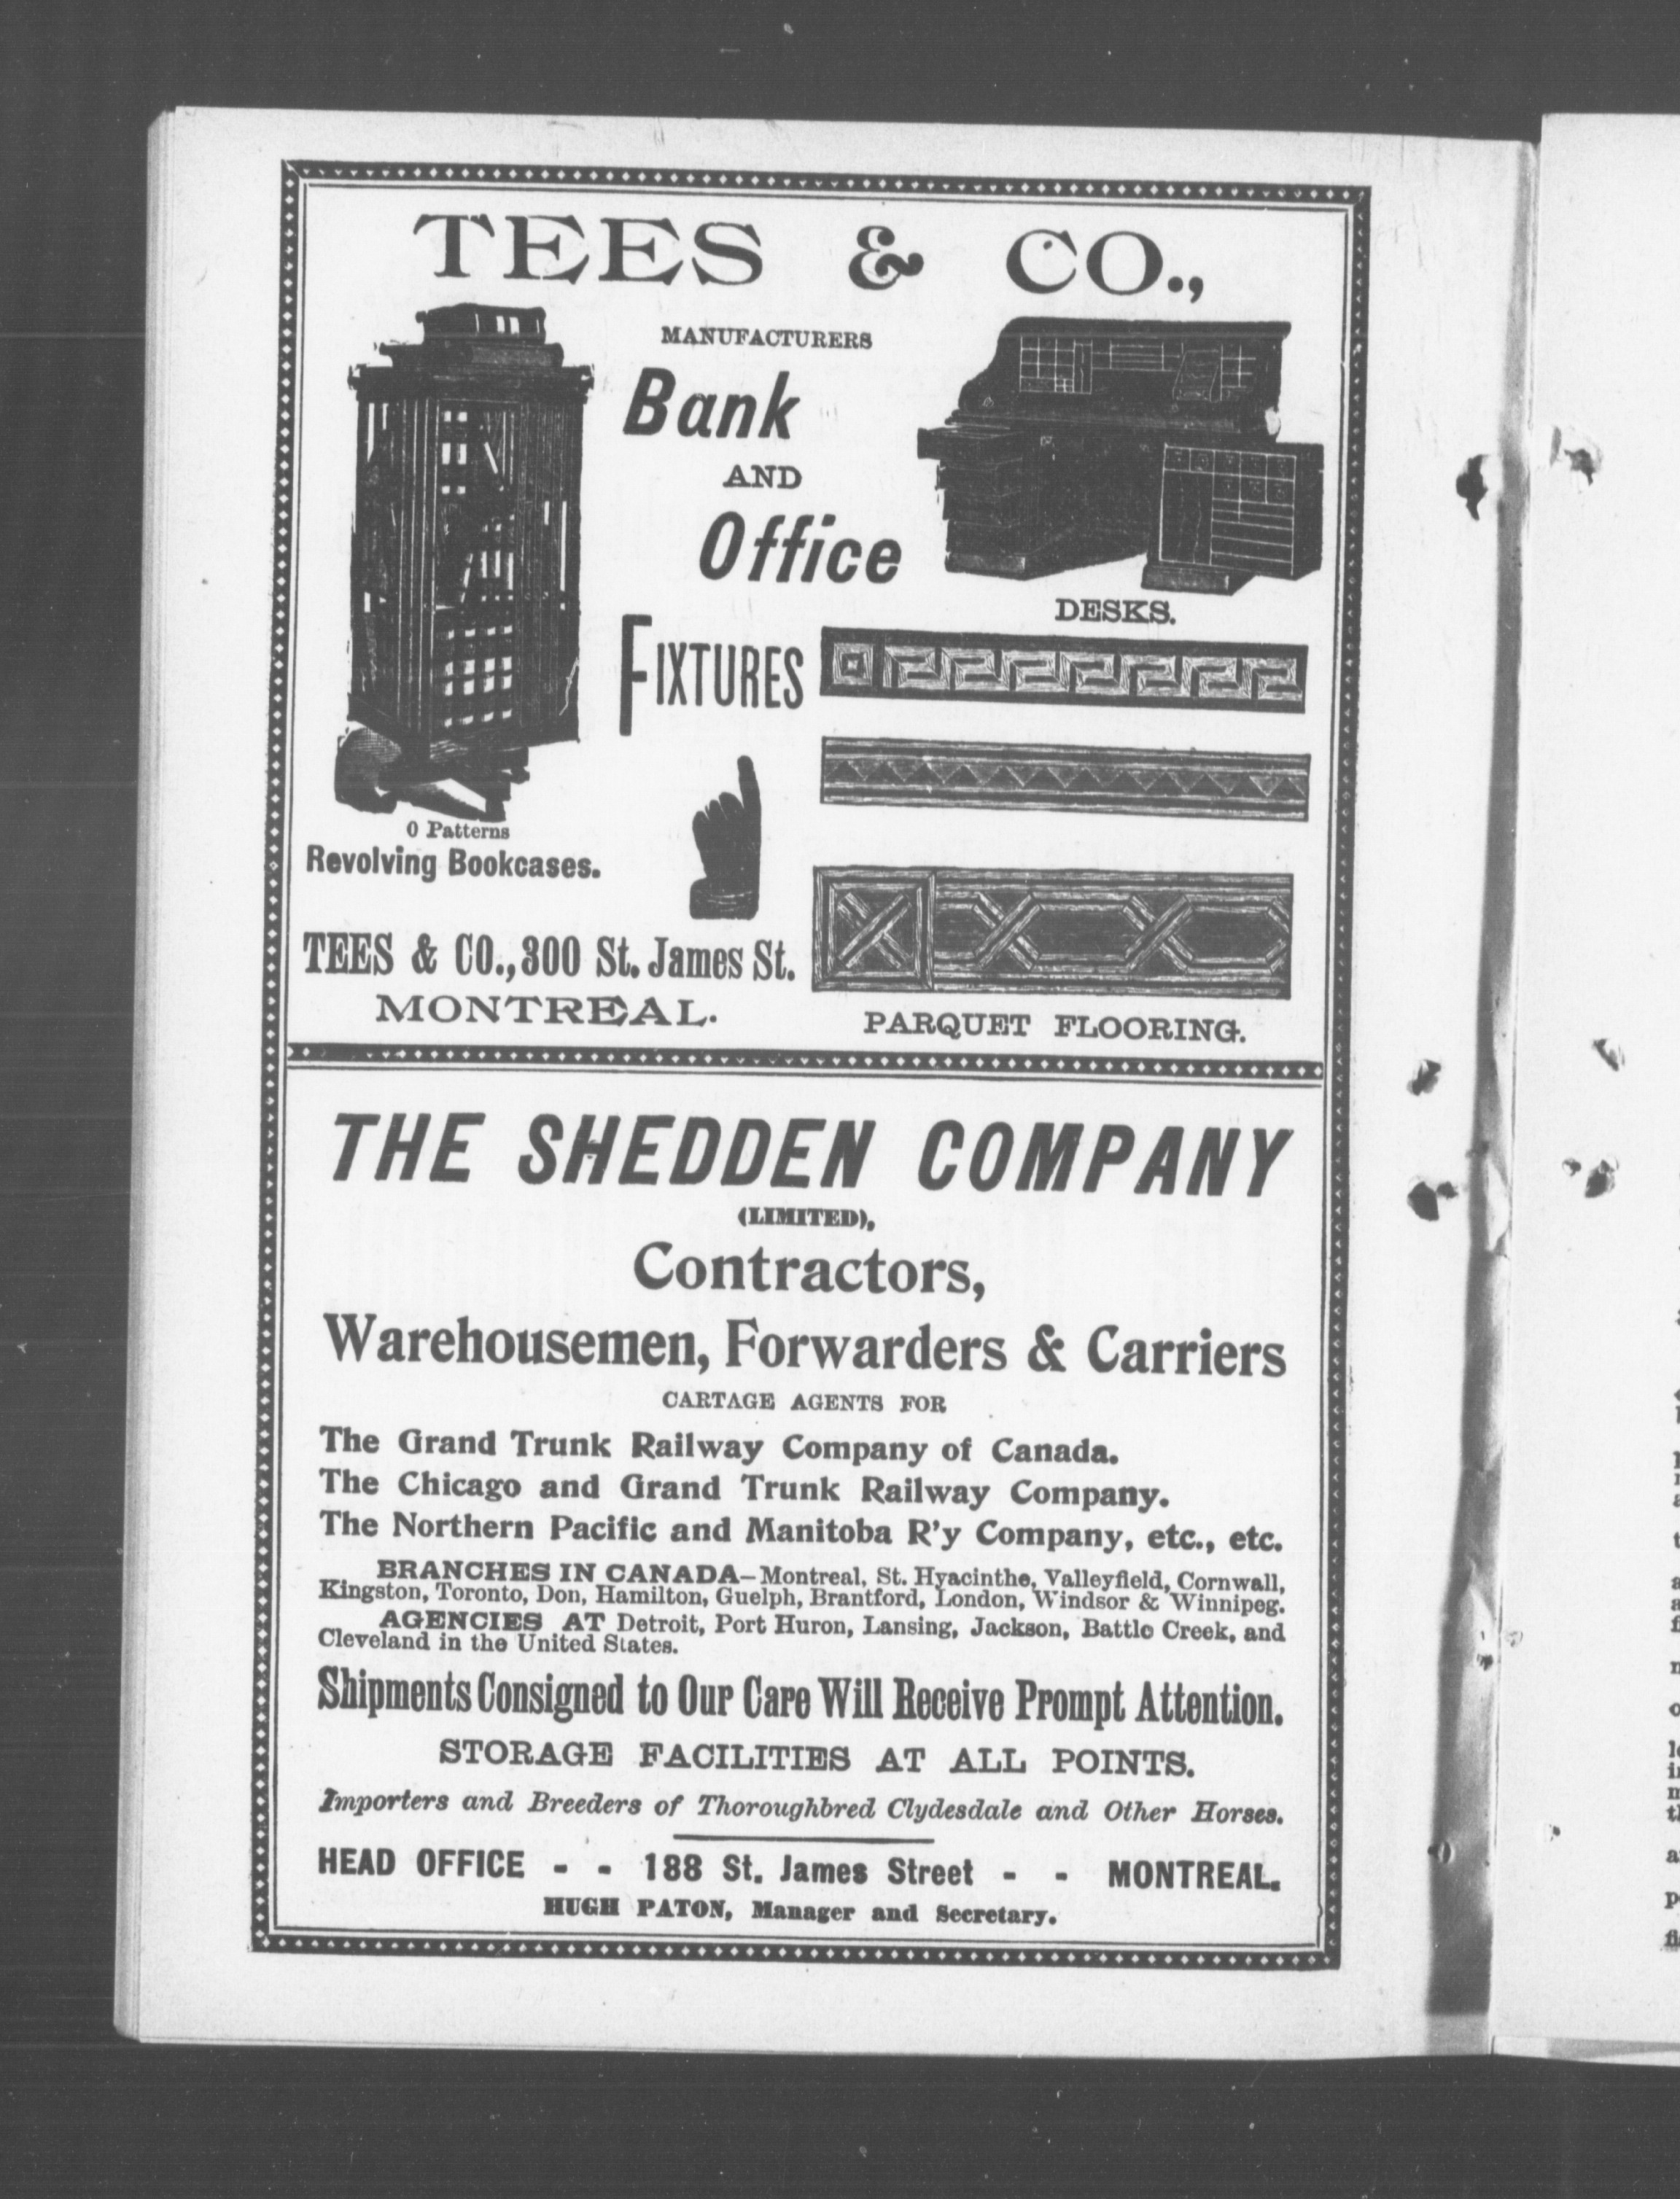 TEES & CO.,
MANUFACTURERS
Bank
AND
Office
FIXTURES
DESKS.
0 Patterns
Revolving Bookcases.
TEES & CO., 300 St. James St.
MONTREAL.
PARQUET FLOORING.
THE SHEDDEN COMPANY
(LIMITED),
Contractors,
Warehousemen, Forwarders & Carriers
CARTAGE AGENTS FOR
The Grand Trunk Railway Company of Canada.
The Chicago and Grand Trunk Railway Company.
The Northern Pacific and Manitoba R'y Company, etc., etc.
BRANCHES IN CANADA—Montreal, St. Hyacinthe, Valleyfield, Cornwall,
Kingston, Toronto, Don, Hamilton, Guelph, Brantford, London, Windsor & Winnipeg.
AGENCIES AT Detroit, Port Huron, Lansing, Jackson, Battle Creek, and
Cleveland in the United States.
Shipments Consigned to Our Care Will Receive Prompt Attention.
STORAGE FACILITIES AT ALL POINTS.
Importers and Breeders of Thoroughbred Clydesdale and Other Horses.
HEAD OFFICE - - 188 St. James Street - - MONTREAL.
HUGH PATON, Manager and Secretary.